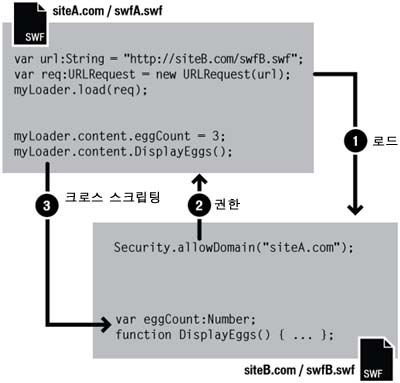 siteA.com / swfA.swf
SWF
var url:String = "http://siteB.com/swfB.swf";
var req:URLRequest = new URLRequest(url);
myLoader.load(req);
myLoader.content.eggCount = 3;
myLoader.content.DisplayEggs();
1 로드
3 크로스 스크립팅
2 권한
Security.allowDomain("siteA.com");
var eggCount:Number;
function DisplayEggs() { ... };
SWF
siteB.com / swfB.swf